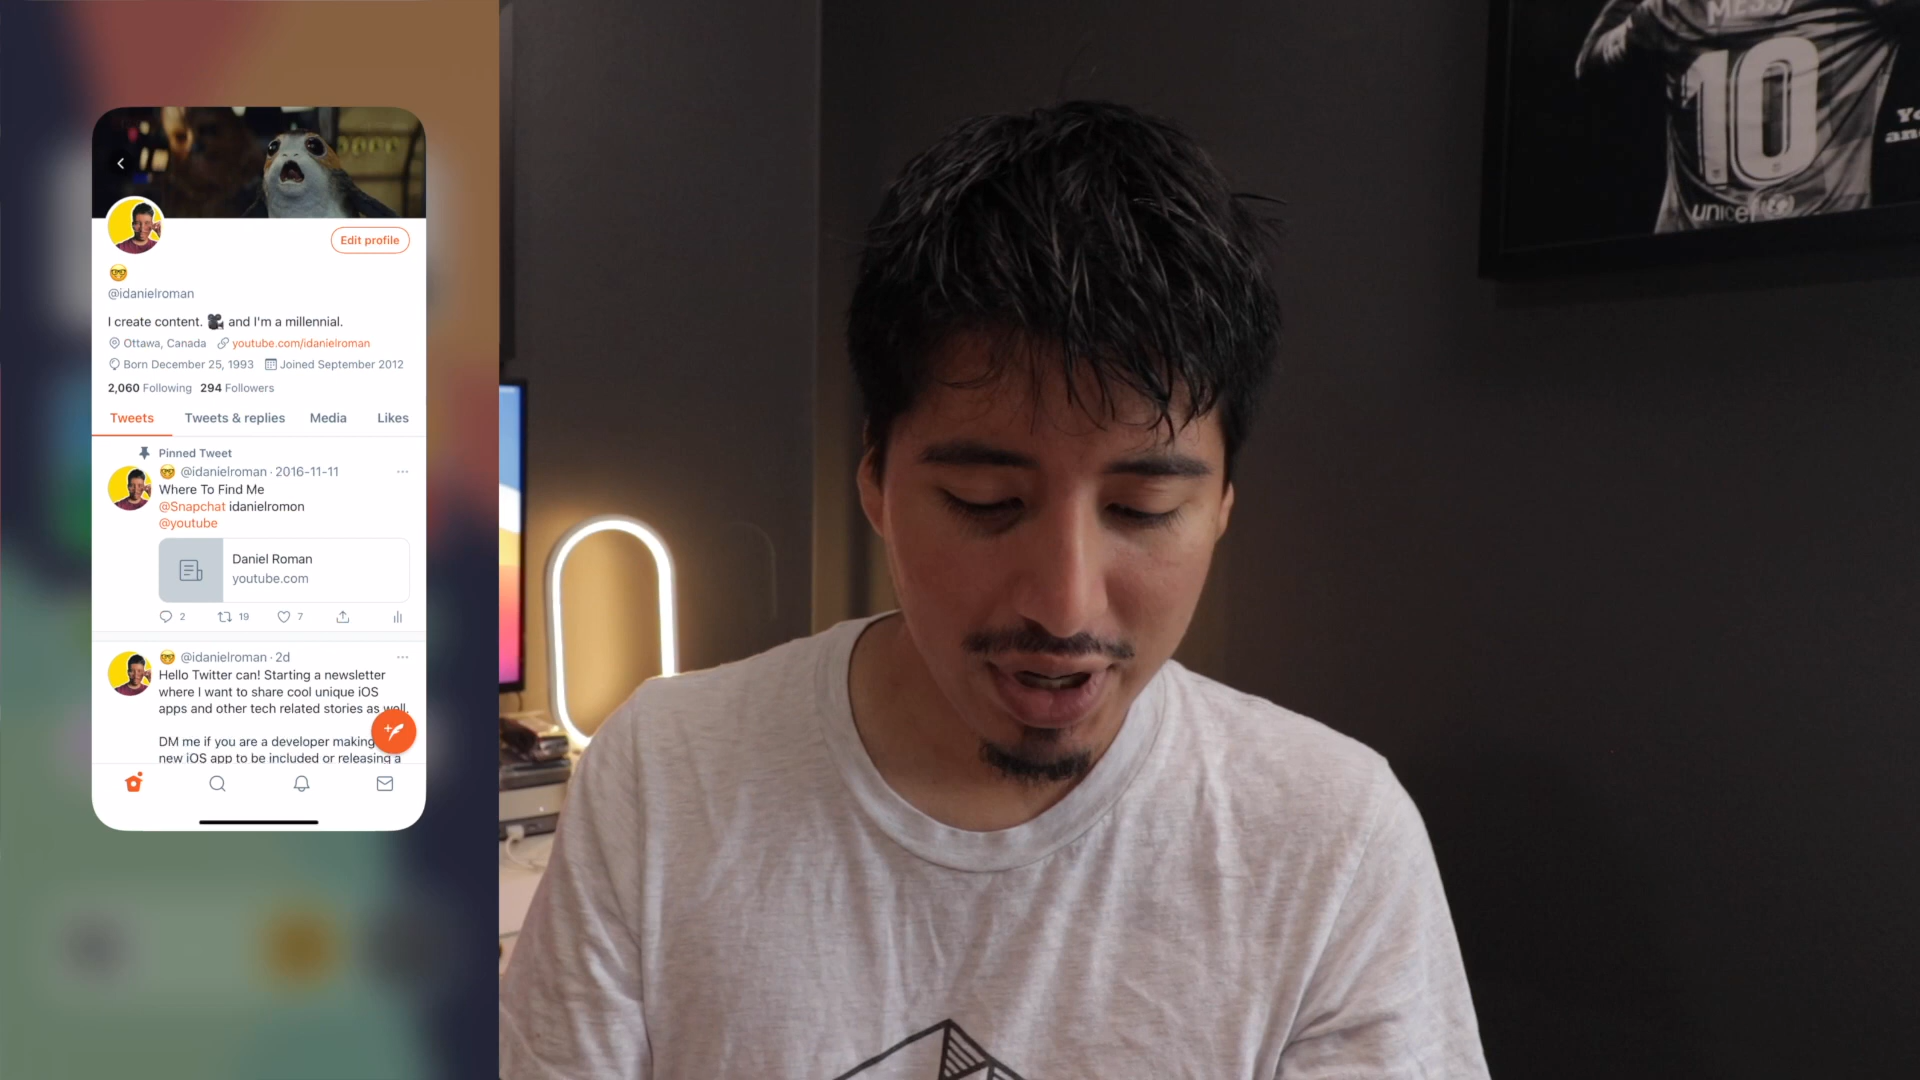 Edit profile
@idanielroman
I create content. 🎥 and I'm a millennial.
Ottawa, Canada youtube.com/idanielroman
Born December 25, 1993 Joined September 2012
2,060 Following 294 Followers
Tweets Tweets & replies Media Likes
Pinned Tweet
🤓 @idanielroman · 2016-11-11 ...
Where To Find Me
@Snapchat idanielromon
@youtube
Daniel Roman
youtube.com
2 19 7
🤓 @idanielroman · 2d ...
Hello Twitter can! Starting a newsletter
where I want to share cool unique iOS
apps and other tech related stories as well.
DM me if you are a developer making
new iOS app to be included or releasing a
MESSI
10
unicef